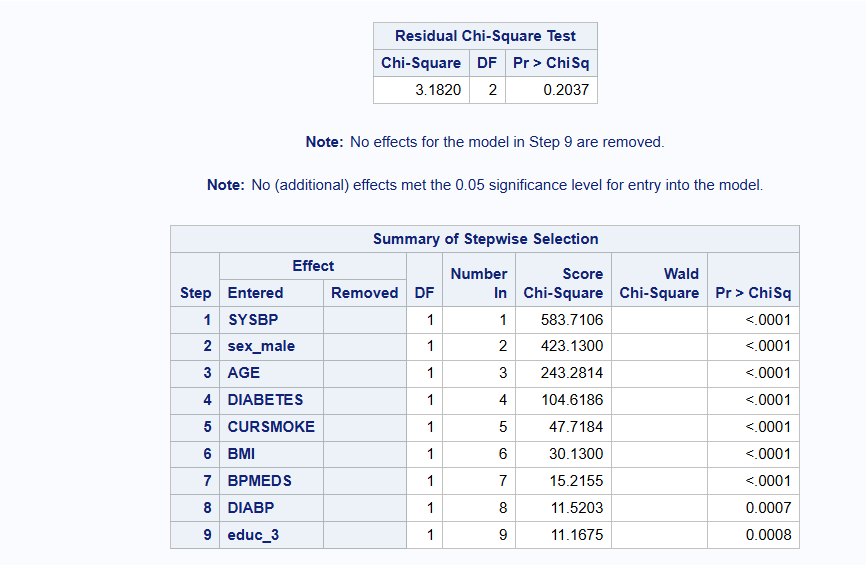 Residual Chi-Square Test
Chi-Square DF Pr > ChiSq
3.1820 2 0.2037
Note: No effects for the model in Step 9 are removed.
Note: No (additional) effects met the 0.05 significance level for entry into the model.
Summary of Stepwise Selection
Effect
Number Score Wald
Step Entered Removed DF In Chi-Square Chi-Square Pr > ChiSq
1 SYSBP 1 1 583.7106 <.0001
2 sex_male 1 2 423.1300 <.0001
3 AGE 1 3 243.2814 <.0001
4 DIABETES 1 4 104.6186 <.0001
5 CURSMOKE 1 5 47.7184 <.0001
6 BMI 1 6 30.1300 <.0001
7 BPMEDS 1 7 15.2155 <.0001
8 DIABP 1 8 11.5203 0.0007
9 educ_3 1 9 11.1675 0.0008